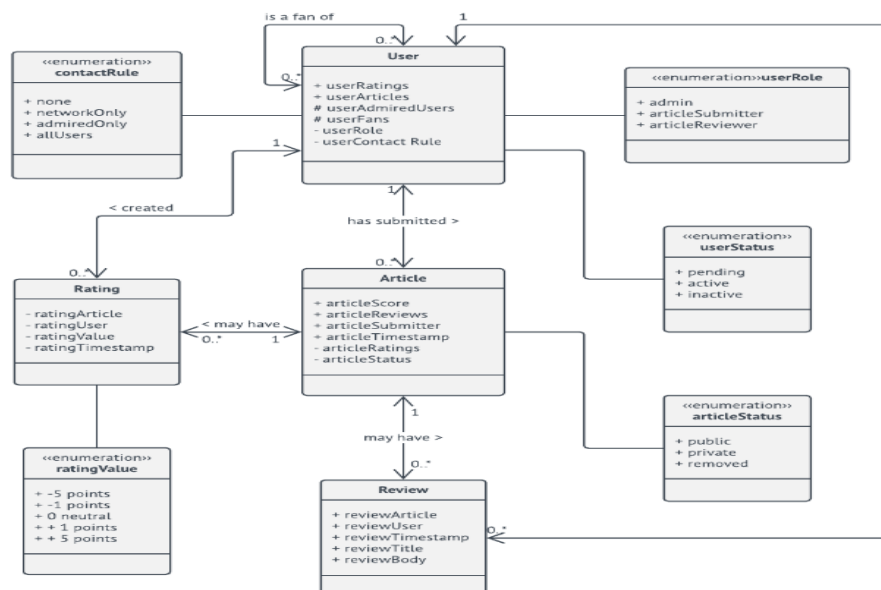 is a fan of
1
0..*
0..*
User
+ userRatings
+ userArticles
# userAdmiredUsers
# userFans
- userRole
- userContact Rule
‹‹enumeration››
contactRule
+ none
+ networkOnly
+ admiredOnly
+ allUsers
‹‹enumeration››userRole
+ admin
+ articleSubmitter
+ articleReviewer
1
< created
0..*
1
has submitted >
0..*
‹‹enumeration››
userStatus
+ pending
+ active
+ inactive
Rating
- ratingArticle
- ratingUser
- ratingValue
- ratingTimestamp
< may have
0..*
1
Article
+ articleScore
+ articleReviews
+ articleSubmitter
+ articleTimestamp
- articleRatings
- articleStatus
‹‹enumeration››
articleStatus
+ public
+ private
+ removed
1
may have >
0..*
‹‹enumeration››
ratingValue
+ -5 points
+ -1 points
+ 0 neutral
+ + 1 points
+ + 5 points
Review
+ reviewArticle
+ reviewUser
+ reviewTimestamp
+ reviewTitle
+ reviewBody
0..*